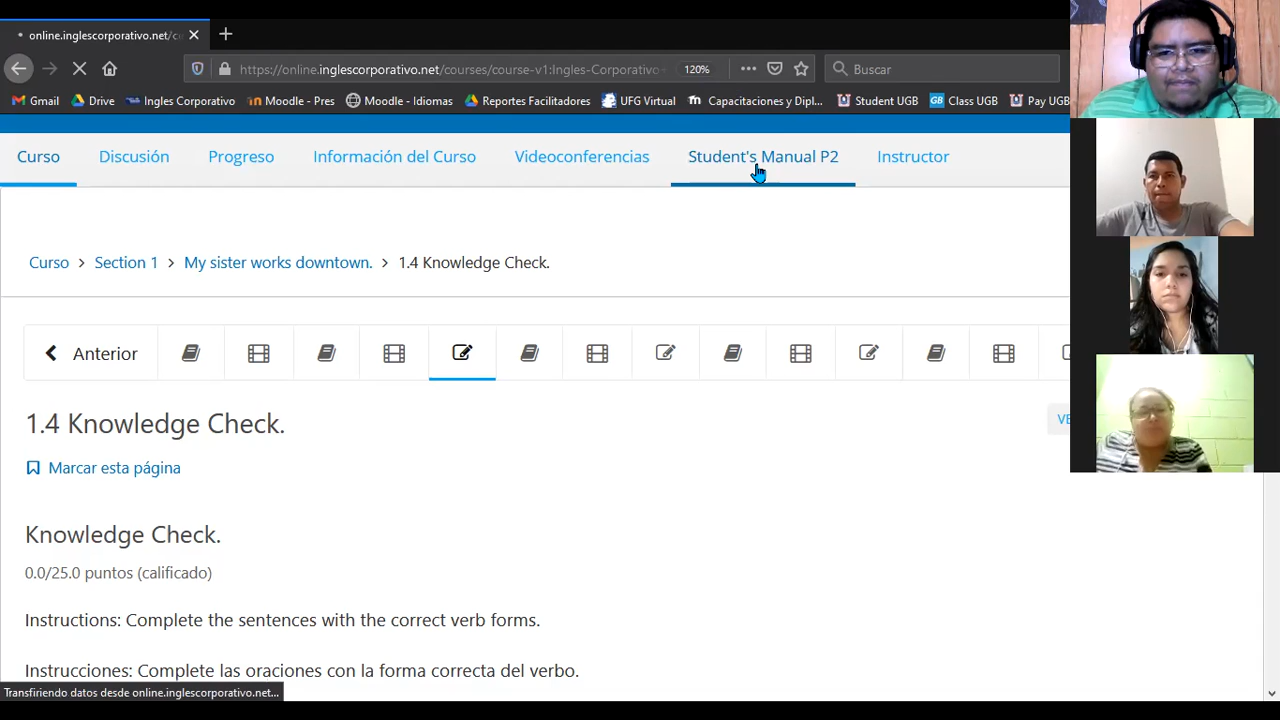 online.inglescorporativo.net/c
https://online.inglescorporativo.net/courses/course-v1:Ingles-Corporativo
120%
Buscar
Gmail
Drive
Ingles Corporativo
Moodle - Pres
Moodle - Idiomas
Reportes Facilitadores
UFG Virtual
Capacitaciones y Dipl...
Student UGB
Class UGB
Pay UGB
Curso
Discusión
Progreso
Información del Curso
Videoconferencias
Student's Manual P2
Instructor
Curso > Section 1 > My sister works downtown. > 1.4 Knowledge Check.
Anterior
1.4 Knowledge Check.
VE
Marcar esta página
Knowledge Check.
0.0/25.0 puntos (calificado)
Instructions: Complete the sentences with the correct verb forms.
Instrucciones: Complete las oraciones con la forma correcta del verbo.
Transfiriendo datos desde online.inglescorporativo.net...